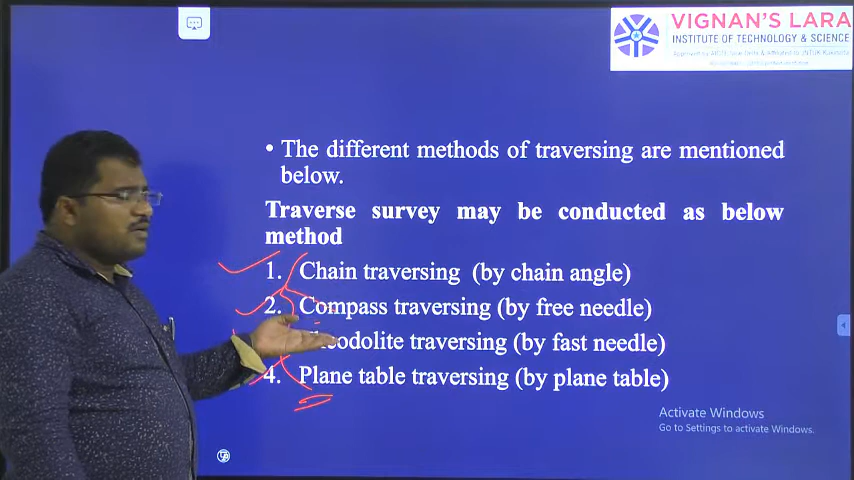 VIGNAN'S LARA
INSTITUTE OF TECHNOLOGY & SCIENCE
• The different methods of traversing are mentioned
below.
Traverse survey may be conducted as below
method
1. Chain traversing (by chain angle)
2. Compass traversing (by free needle)
Theodolite traversing (by fast needle)
4. Plane table traversing (by plane table)
Activate Windows
Go to Settings to activate Windows.